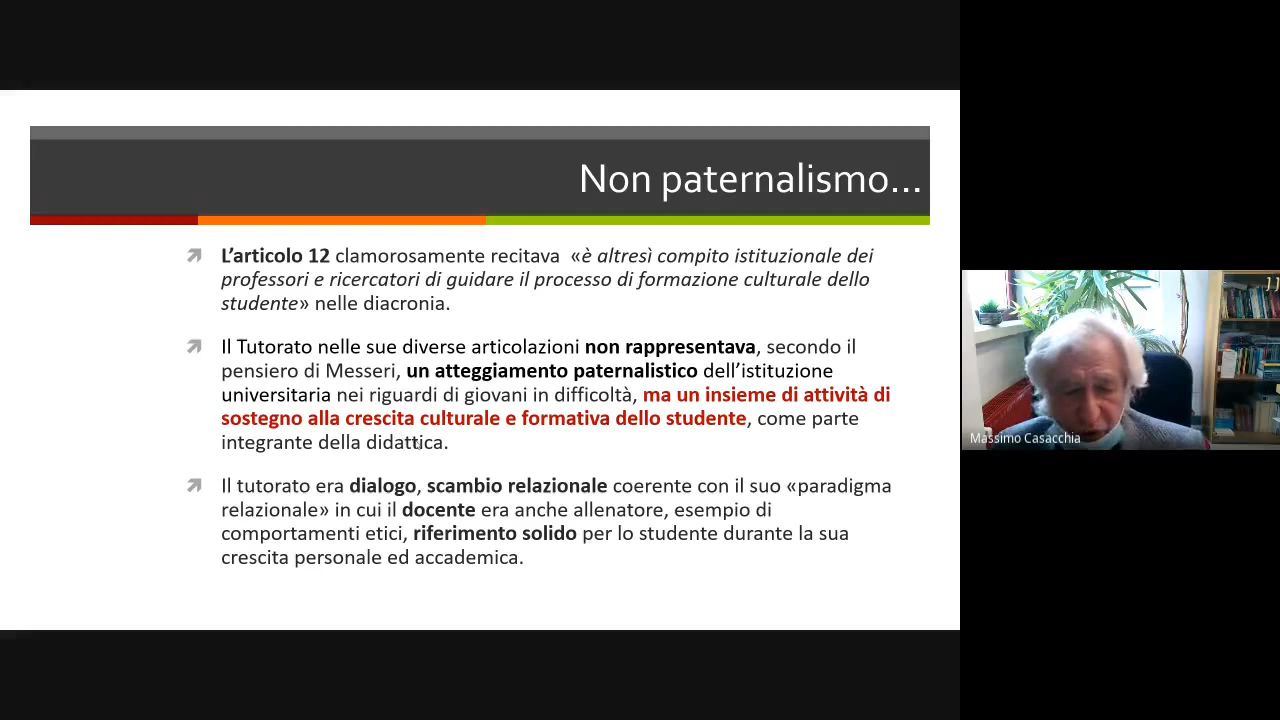 Non paternalismo...
L'articolo 12 clamorosamente recitava «è altresì compito istituzionale dei
professori e ricercatori di guidare il processo di formazione culturale dello
studente» nelle diacronia.
Il Tutorato nelle sue diverse articolazioni non rappresentava, secondo il
pensiero di Messeri, un atteggiamento paternalistico dell'istituzione
universitaria nei riguardi di giovani in difficoltà, ma un insieme di attività di
sostegno alla crescita culturale e formativa dello studente, come parte
integrante della didattica.
Il tutorato era dialogo, scambio relazionale coerente con il suo «paradigma
relazionale» in cui il docente era anche allenatore, esempio di
comportamenti etici, riferimento solido per lo studente durante la sua
crescita personale ed accademica.
Massimo Casacchia